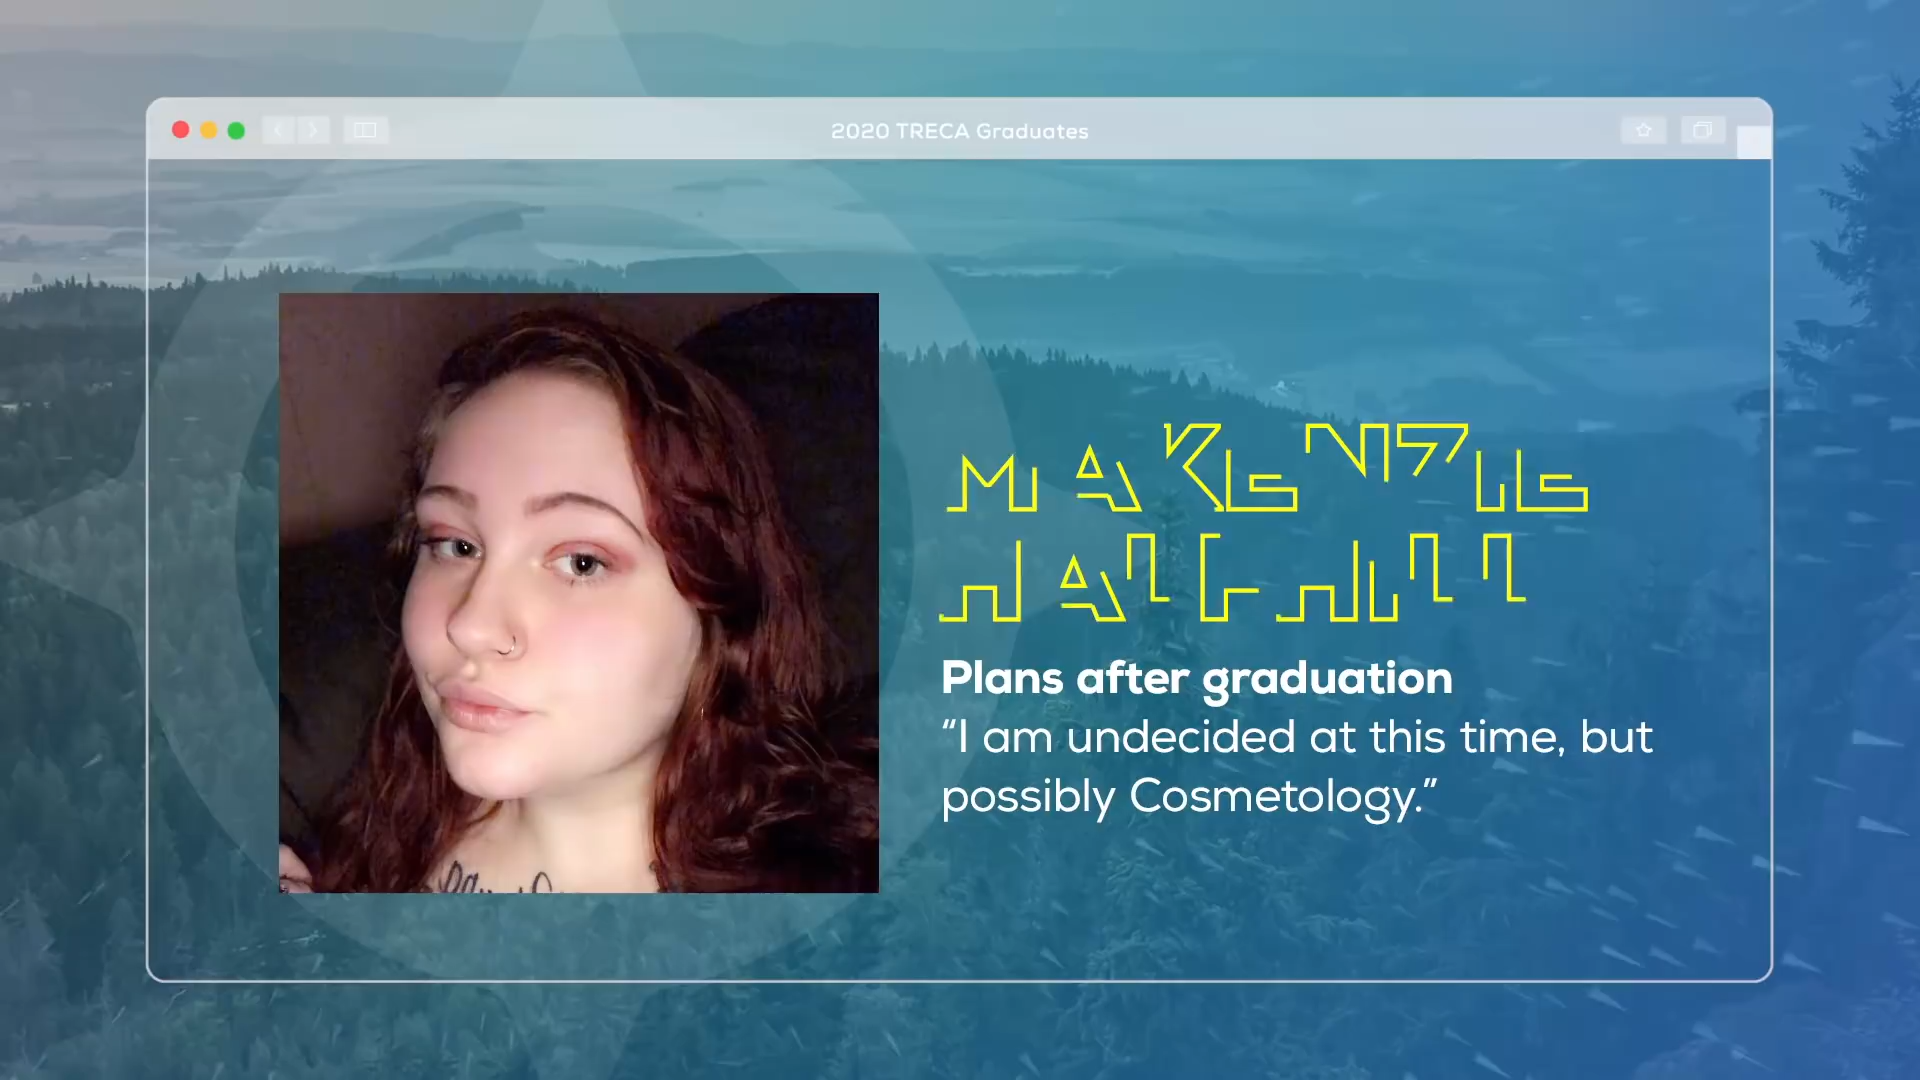 2020 TRECA Graduates
Plans after graduation
“I am undecided at this time, but
possibly Cosmetology.”